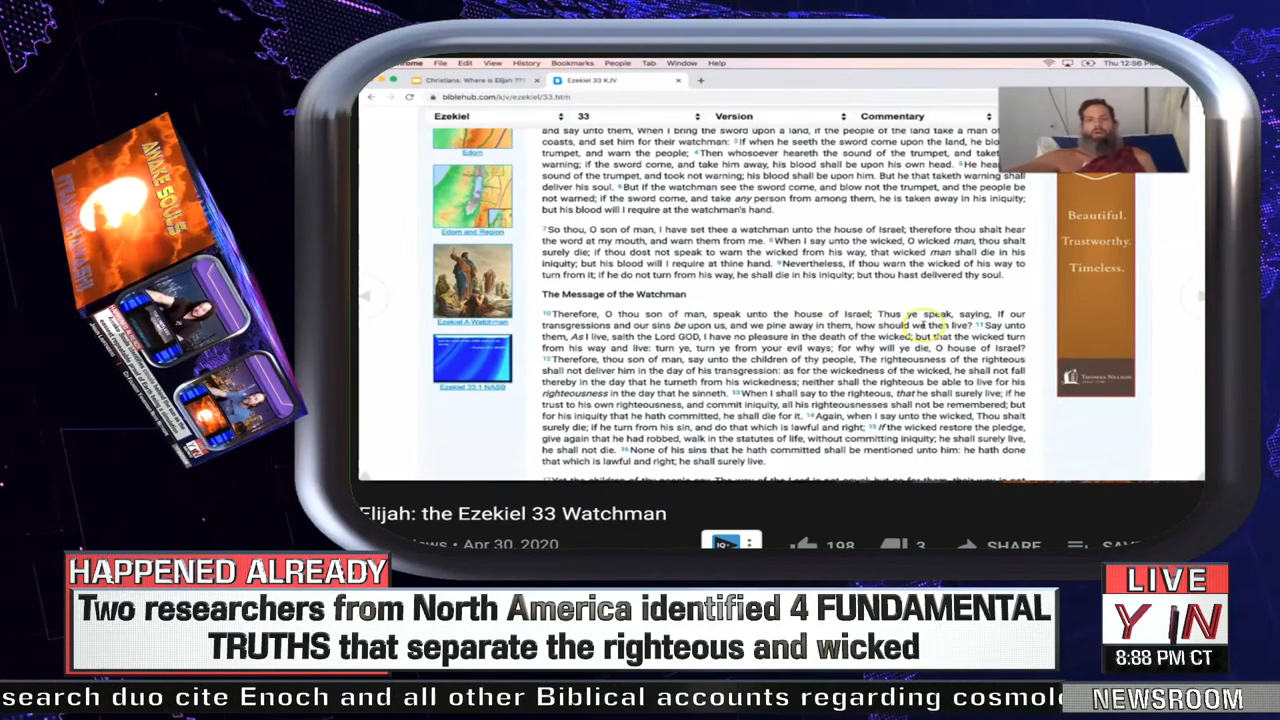 Chrome File Edit View History Bookmarks People Tab Window Help
Thu 12:56
Christians: Where is Elijah ??!
Ezekiel 33 KJV
biblehub.com/kjv/ezekiel/33.htm
Ezekiel 33 Version Commentary
and say unto them, When I bring the sword upon a land, if the people of the land take a man of
coasts, and set him for their watchman: 3If when he seeth the sword come upon the land, he blo
trumpet, and warn the people; 4Then whosoever heareth the sound of the trumpet, and taket
warning; if the sword come, and take him away, his blood shall be upon his own head. 5He hea
sound of the trumpet, and took not warning; his blood shall be upon him. But he that taketh warning shall
deliver his soul. 6But if the watchman see the sword come, and blow not the trumpet, and the people be
not warned; if the sword come, and take any person from among them, he is taken away in his iniquity;
but his blood will I require at the watchman's hand.
7So thou, O son of man, I have set thee a watchman unto the house of Israel; therefore thou shalt hear
the word at my mouth, and warn them from me. 8When I say unto the wicked, O wicked man, thou shalt
surely die; if thou dost not speak to warn the wicked from his way, that wicked man shall die in his
iniquity; but his blood will I require at thine hand. 9Nevertheless, if thou warn the wicked of his way to
turn from it; if he do not turn from his way, he shall die in his iniquity; but thou hast delivered thy soul.
The Message of the Watchman
10Therefore, O thou son of man, speak unto the house of Israel; Thus ye speak, saying, If our
transgressions and our sins be upon us, and we pine away in them, how should we then live? 11Say unto
them, As I live, saith the Lord GOD, I have no pleasure in the death of the wicked; but that the wicked turn
from his way and live: turn ye, turn ye from your evil ways; for why will ye die, O house of Israel?
12Therefore, thou son of man, say unto the children of thy people, The righteousness of the righteous
shall not deliver him in the day of his transgression: as for the wickedness of the wicked, he shall not fall
thereby in the day that he turneth from his wickedness; neither shall the righteous be able to live for his
righteousness in the day that he sinneth. 13When I shall say to the righteous, that he shall surely live; if he
trust to his own righteousness, and commit iniquity, all his righteousnesses shall not be remembered; but
for his iniquity that he hath committed, he shall die for it. 14Again, when I say unto the wicked, Thou shalt
surely die; if he turn from his sin, and do that which is lawful and right; 15If the wicked restore the pledge,
give again that he had robbed, walk in the statutes of life, without committing iniquity; he shall surely live,
he shall not die. 16None of his sins that he hath committed shall be mentioned unto him: he hath done
that which is lawful and right; he shall surely live.
Edom
Edom and Region
Ezekiel A Watchman
Ezekiel 33:1 NASB
Beautiful.
Trustworthy.
Timeless.
THOMAS NELSON
AWAKE SOULS
Elijah: the Ezekiel 33 Watchman
iews • Apr 30, 2020
198 3 SHARE SAVE
HAPPENED ALREADY
Two researchers from North America identified 4 FUNDAMENTAL
TRUTHS that separate the righteous and wicked
LIVE
Y IN
8:88 PM CT
search duo cite Enoch and all other Biblical accounts regarding cosmol
NEWSROOM